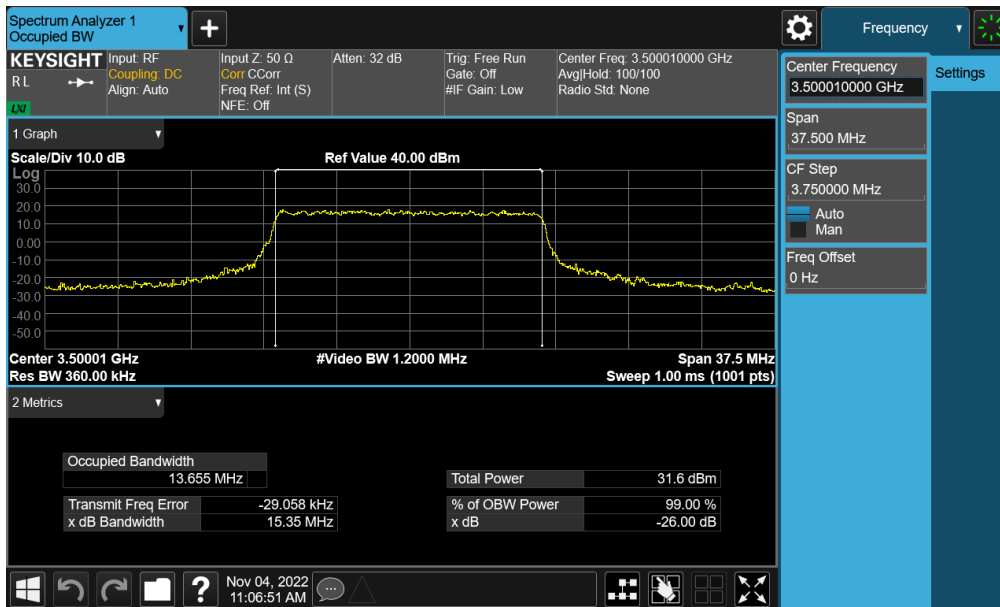 Spectrum Analyzer 1
Occupied BW
Frequency
KEYSIGHT
RL
LXI
Input: RF
Coupling: DC
Align: Auto
Input Z: 50 Ω
Corr CCorr
Freq Ref: Int (S)
NFE: Off
Atten: 32 dB
Trig: Free Run
Gate: Off
#IF Gain: Low
Center Freq: 3.500010000 GHz
Avg|Hold: 100/100
Radio Std: None
Center Frequency
3.500010000 GHz
Settings
Span
37.500 MHz
CF Step
3.750000 MHz
Auto
Man
Freq Offset
0 Hz
1 Graph
Scale/Div 10.0 dB
Ref Value 40.00 dBm
Log
30.0
20.0
10.0
0.00
-10.0
-20.0
-30.0
-40.0
-50.0
Center 3.50001 GHz
#Video BW 1.2000 MHz
Span 37.5 MHz
Res BW 360.00 kHz
Sweep 1.00 ms (1001 pts)
2 Metrics
Occupied Bandwidth
13.655 MHz
Total Power 31.6 dBm
Transmit Freq Error -29.058 kHz
% of OBW Power 99.00 %
x dB Bandwidth 15.35 MHz
x dB -26.00 dB
?
Nov 04, 2022
11:06:51 AM